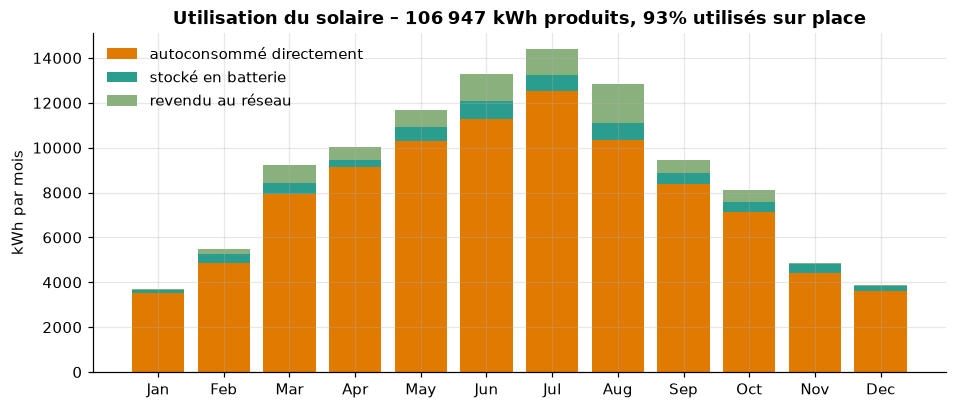 Utilisation du solaire – 106 947 kWh produits, 93% utilisés sur place
autoconsommé directement
stocké en batterie
revendu au réseau
kWh par mois
14000
12000
10000
8000
6000
4000
2000
0
Jan Feb Mar Apr May Jun Jul Aug Sep Oct Nov Dec